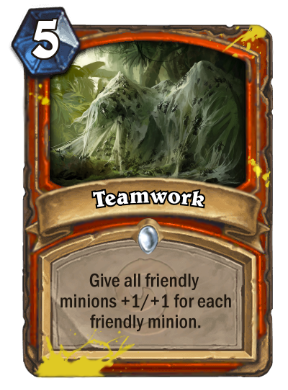 5
Teamwork
Give all friendly
minions +1/+1 for each
friendly minion.